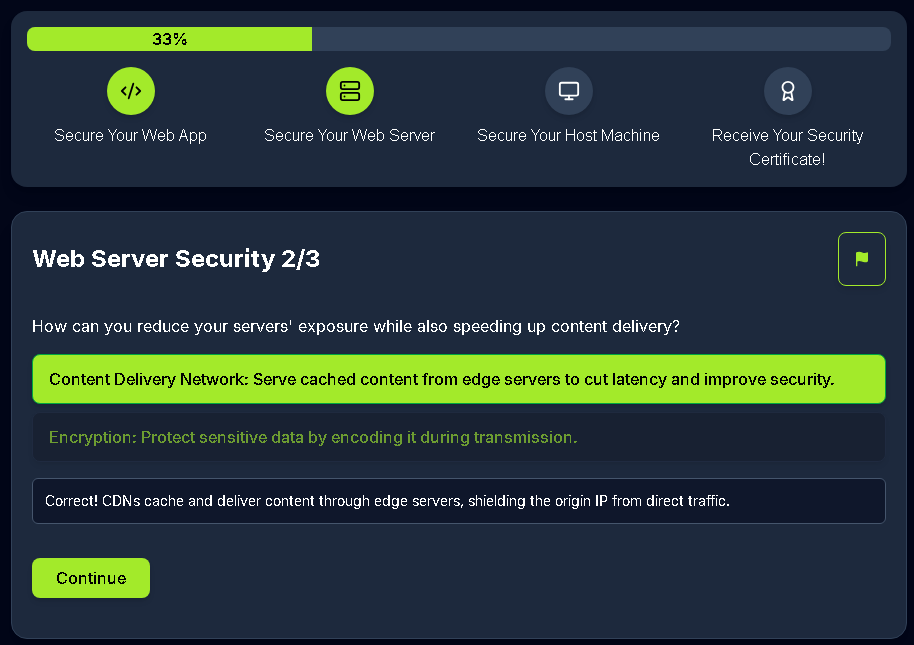 33%
Secure Your Web App
Secure Your Web Server
Secure Your Host Machine
Receive Your Security
Certificate!
Web Server Security 2/3
How can you reduce your servers' exposure while also speeding up content delivery?
Content Delivery Network: Serve cached content from edge servers to cut latency and improve security.
Encryption: Protect sensitive data by encoding it during transmission.
Correct! CDNs cache and deliver content through edge servers, shielding the origin IP from direct traffic.
Continue